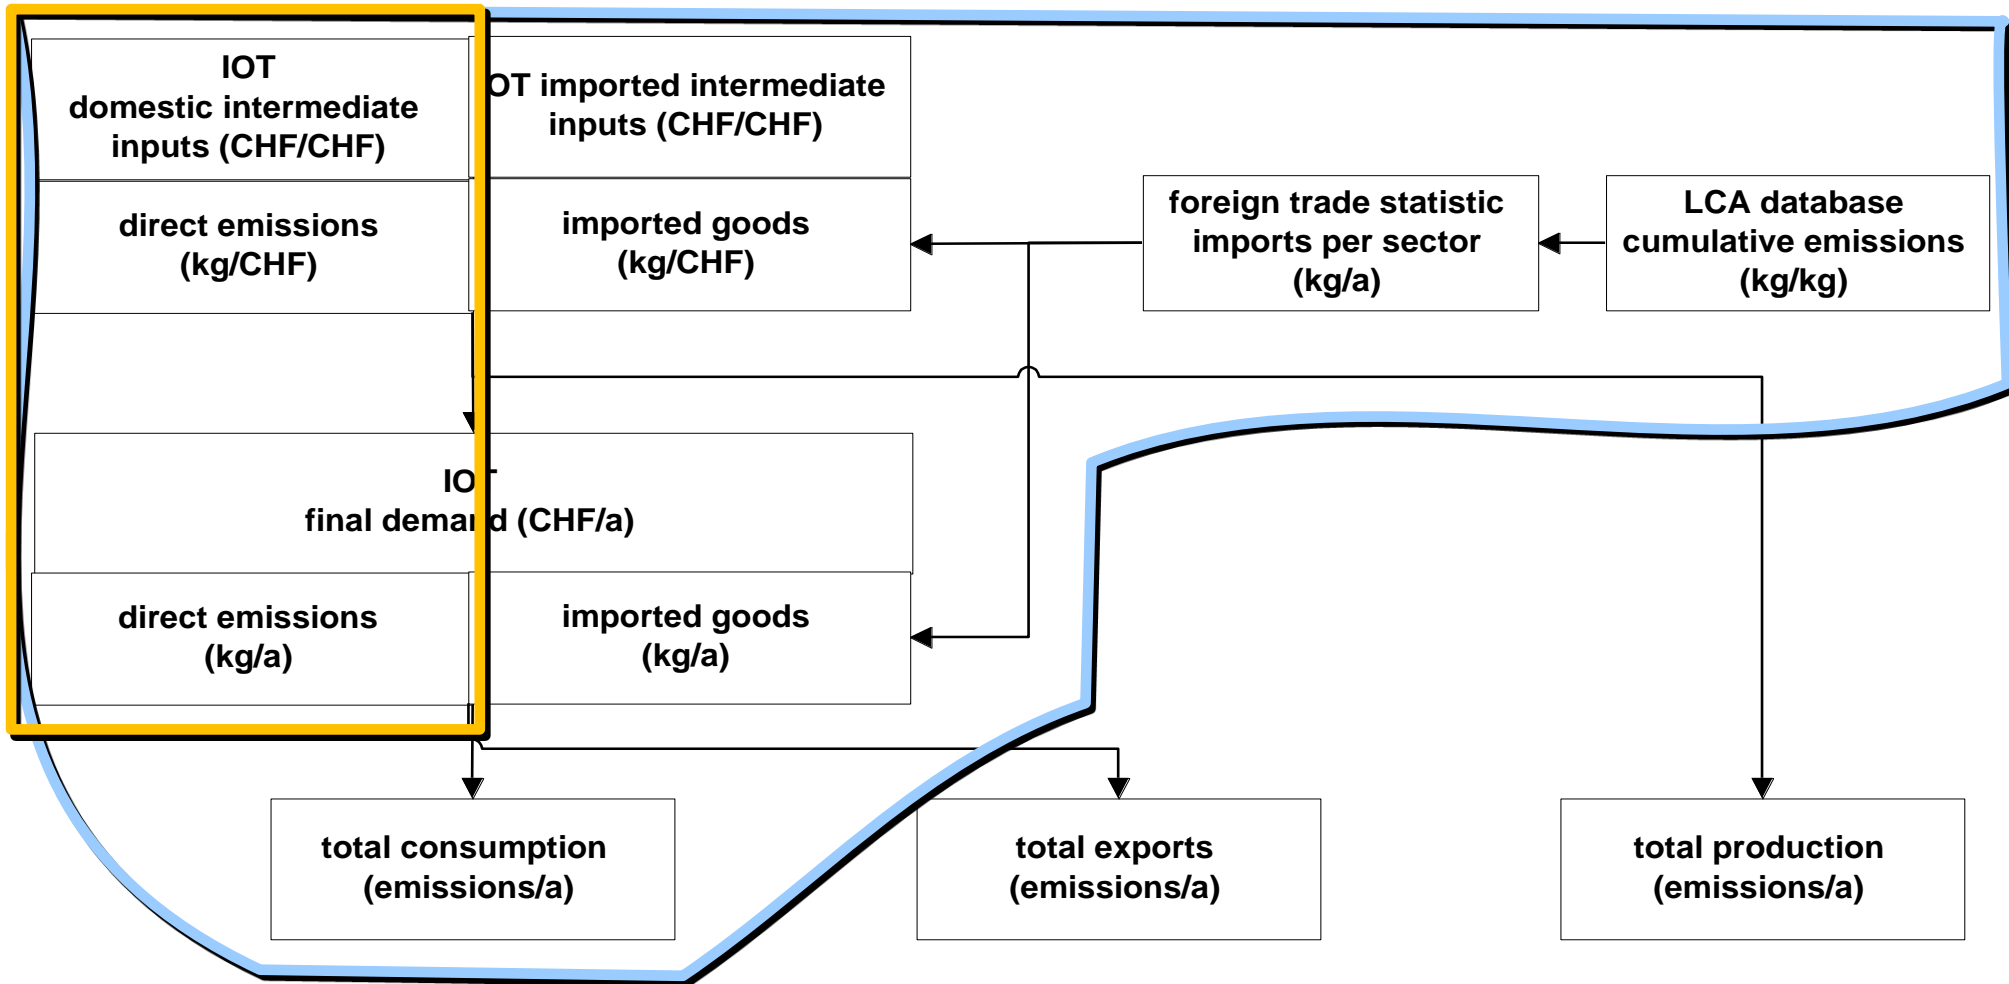 IOT
domestic intermediate
inputs (CHF/CHF)
OT imported intermediate
inputs (CHF/CHF)
direct emissions
(kg/CHF)
imported goods
(kg/CHF)
foreign trade statistic
imports per sector
(kg/a)
LCA database
cumulative emissions
(kg/kg)
IOT
final demand (CHF/a)
direct emissions
(kg/a)
imported goods
(kg/a)
total consumption
(emissions/a)
total exports
(emissions/a)
total production
(emissions/a)